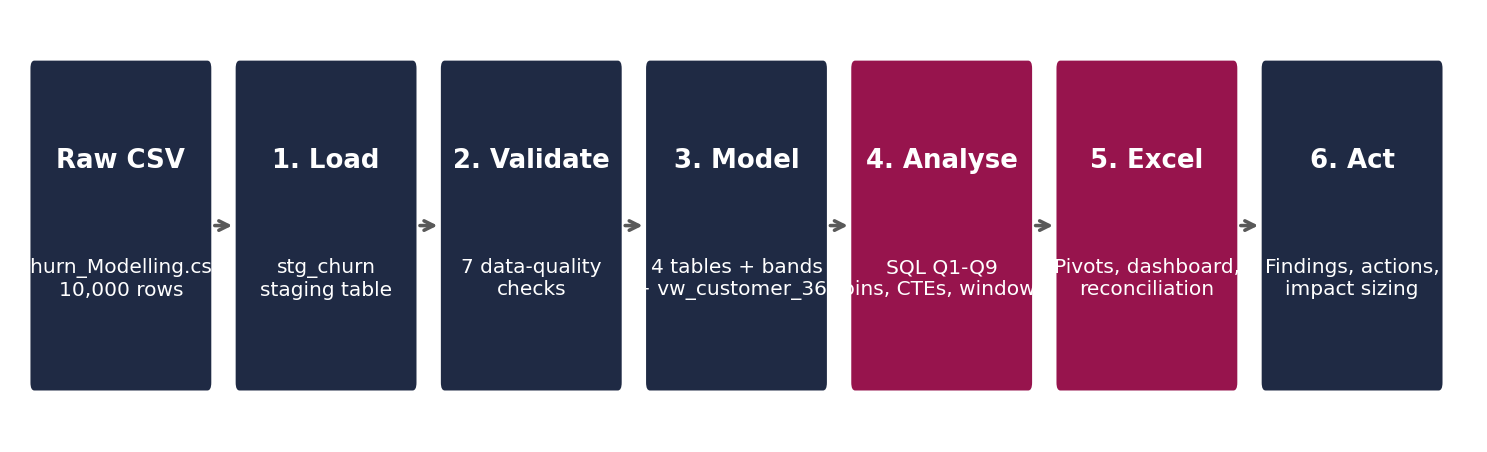 Raw CSV
hurn_Modelling.cs
10,000 rows
1. Load
stg_churn
staging table
2. Validate
7 data-quality
checks
3. Model
4 tables + bands
vw_customer_36
4. Analyse
SQL Q1-Q9
oins, CTEs, window
5. Excel
Pivots, dashboard,
reconciliation
6. Act
Findings, actions,
impact sizing